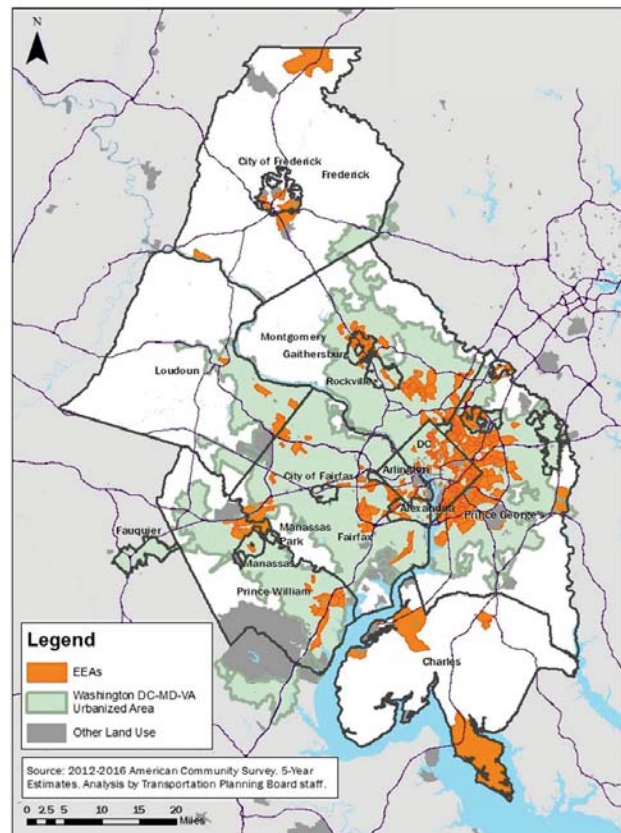 N
City of Frederick
Frederick
Montgomery
Gaithersburg
Loudoun
Rockville
DC
Arlington
City of Fairfax
Alexandria
Prince George's
Fauquier
Manassas
Park
Fairfax
Manassas
Prince William
Charles
Legend
EEAs
Washington DC-MD-VA
Urbanized Area
Other Land Use
Source: 2012-2016 American Community Survey. 5-Year
Estimates. Analysis by Transportation Planning Board staff.
0 2.5 5 10 15 20
Miles